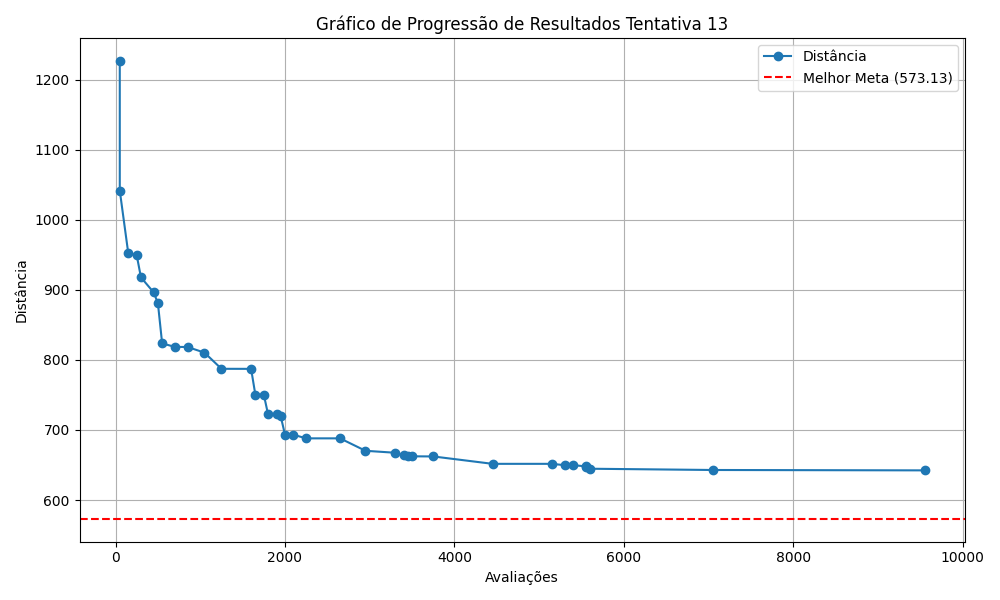 Gráfico de Progressão de Resultados Tentativa 13
Distância
Melhor Meta (573.13)
1200
1100
1000
900
800
700
600
Distância
0
2000
4000
6000
8000
10000
Avaliações